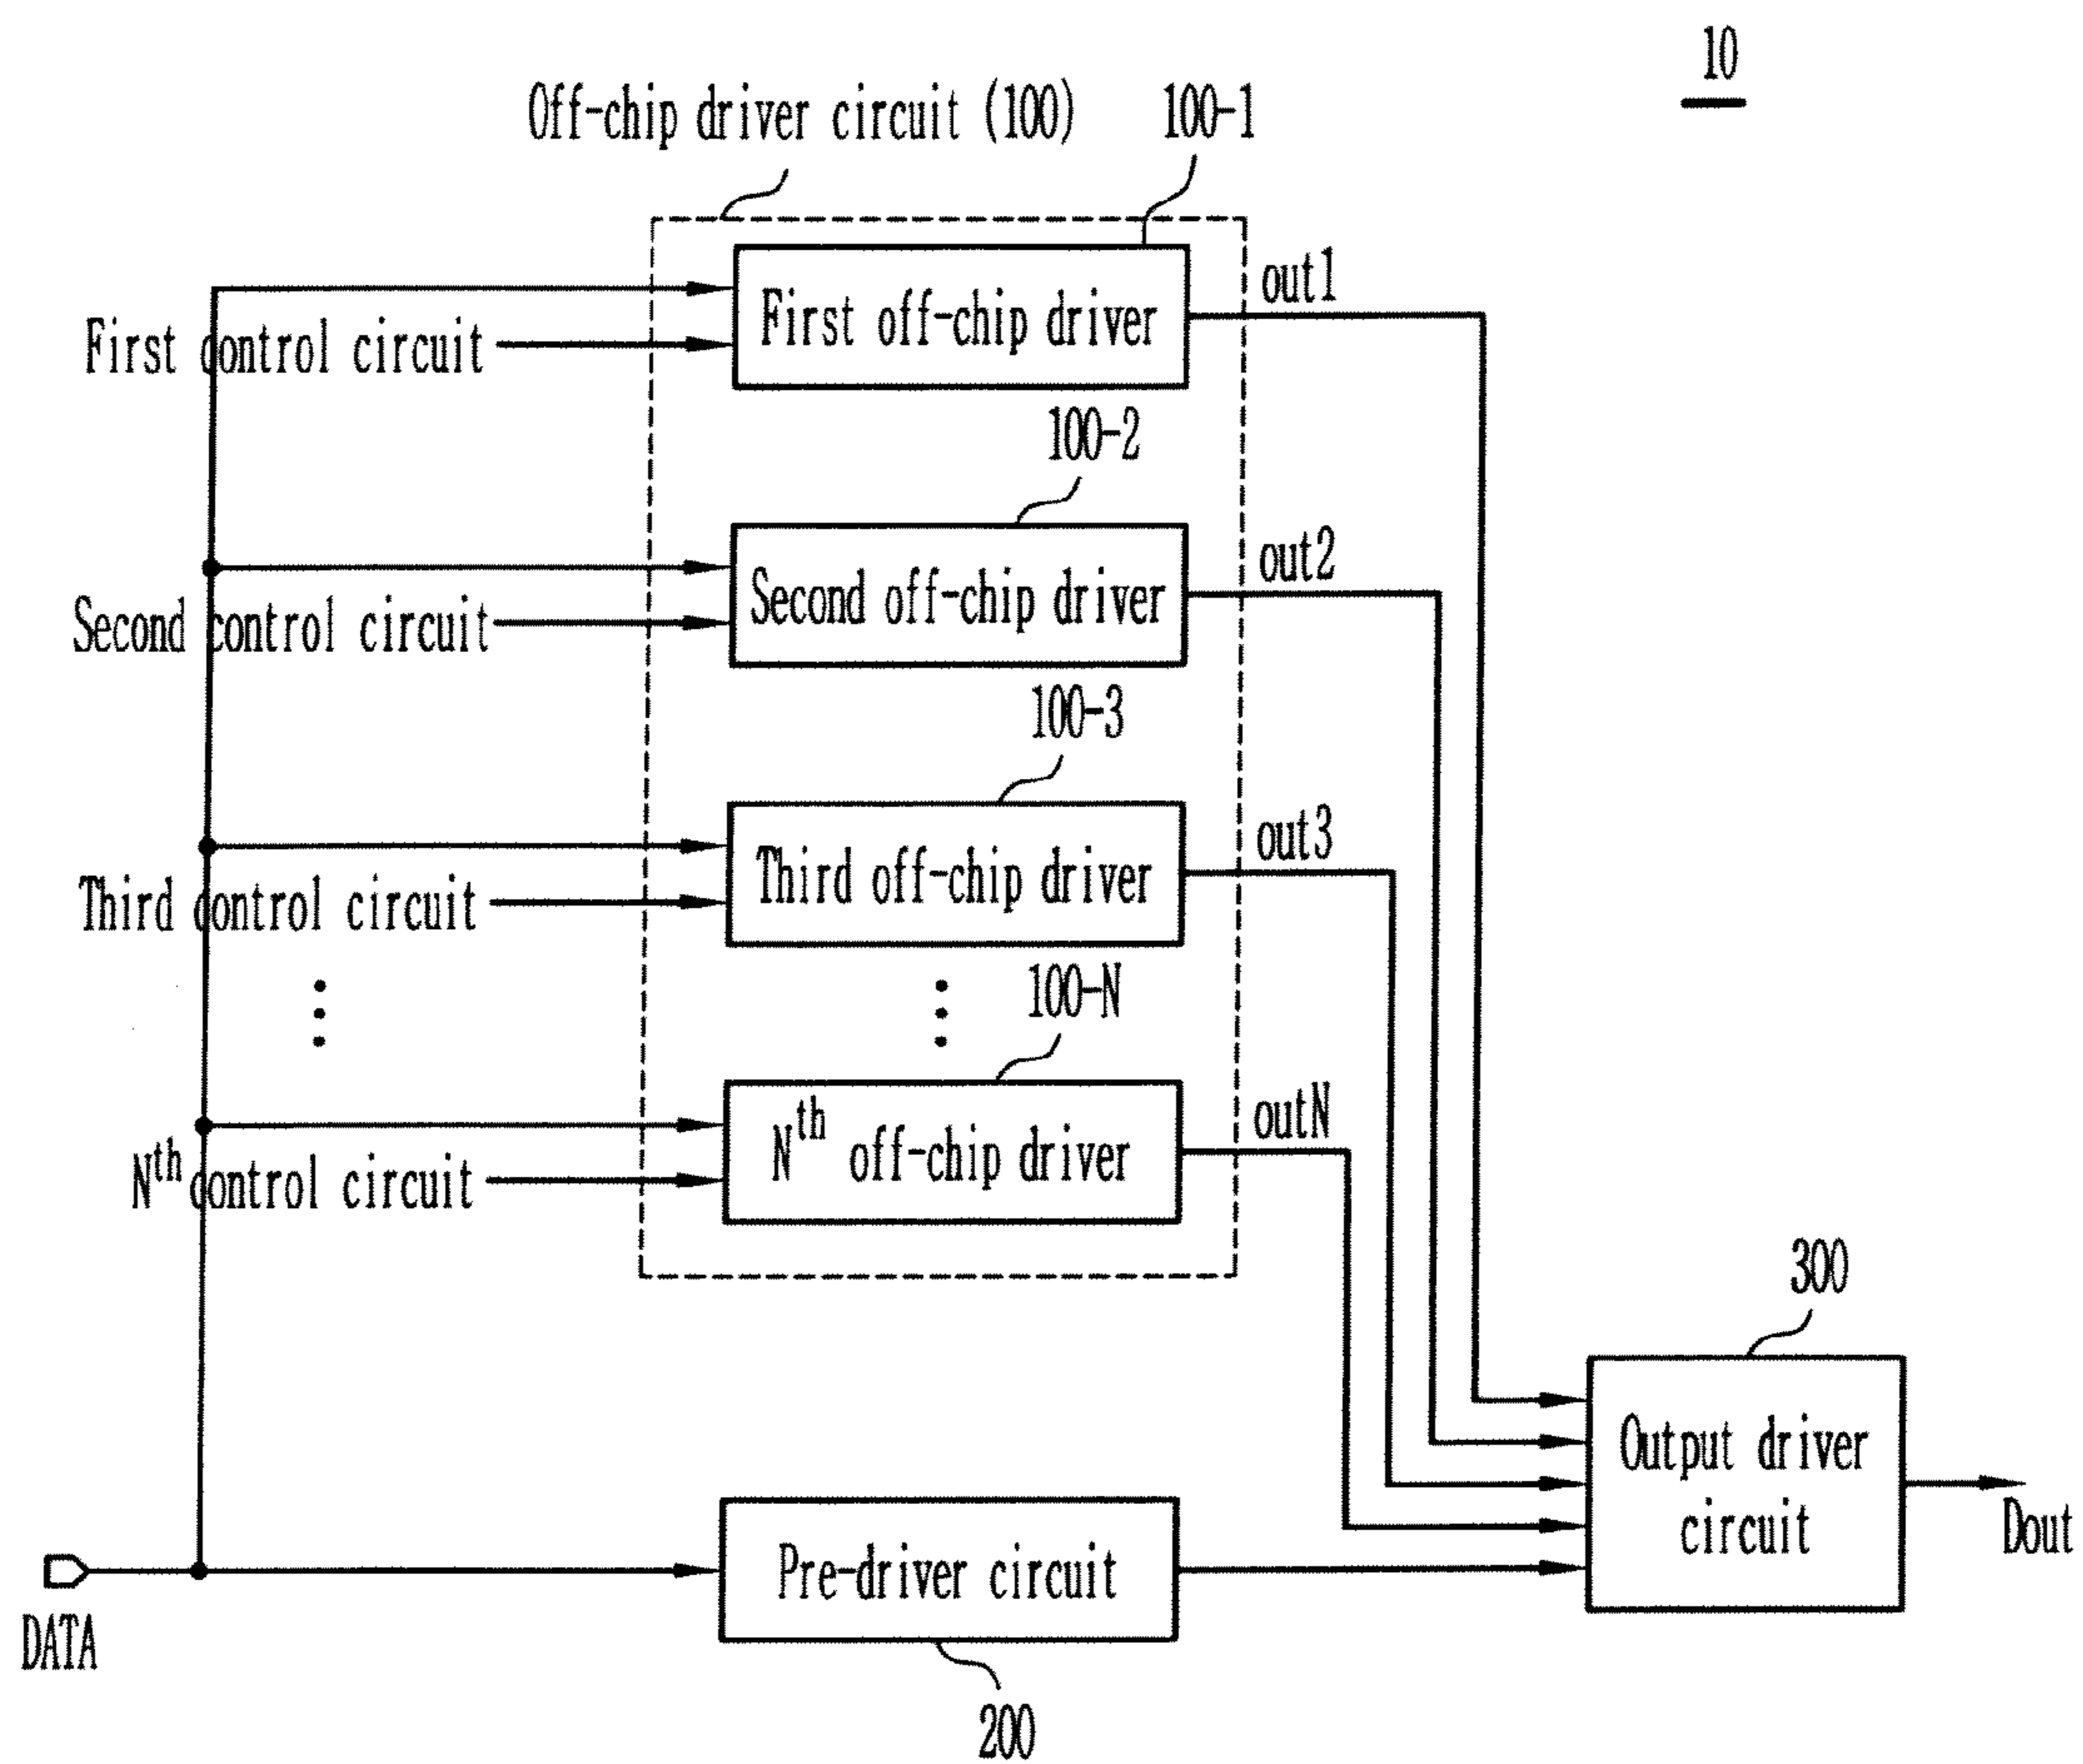 10
Off-chip driver circuit (100)
100-1
First off-chip driver
out1
First control circuit
100-2
Second off-chip driver
out2
Second control circuit
100-3
Third off-chip driver
out3
Third control circuit
100-N
Nth off-chip driver
outN
Nth control circuit
300
Output driver
circuit
Dout
Pre-driver circuit
DATA
200